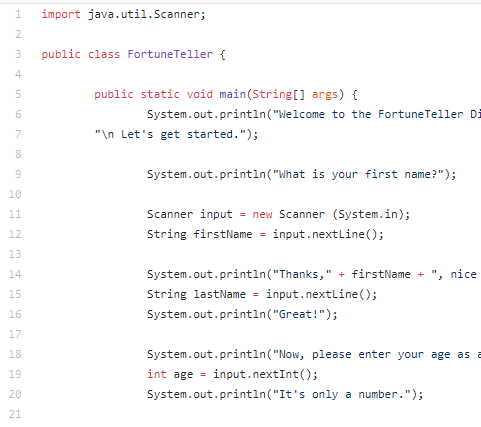 1 import java.util.Scanner;
2
3 public class FortuneTeller {
4
5 public static void main(String[] args) {
6 System.out.println("Welcome to the FortuneTeller
7 "\n Let's get started.");
8
9 System.out.println("What is your first name?");
10
11 Scanner input = new Scanner (System.in);
12 String firstName = input.nextLine();
13
14 System.out.println("Thanks," + firstName + ", nice
15 String lastName = input.nextLine();
16 System.out.println("Great!");
17
18 System.out.println("Now, please enter your age as
19 int age = input.nextInt();
20 System.out.println("It's only a number.");
21